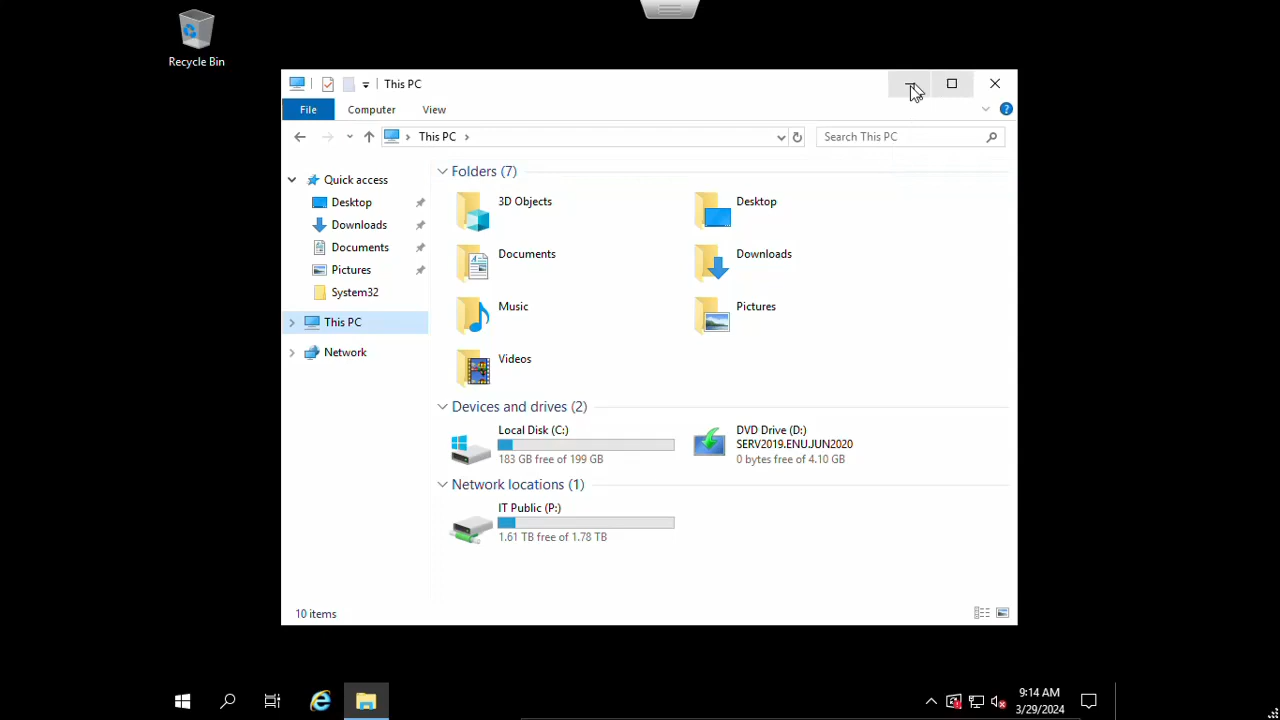 Recycle Bin
This PC
File Computer View
This PC
Search This PC
Quick access
Desktop
Downloads
Documents
Pictures
System32
This PC
Network
Folders (7)
3D Objects
Desktop
Documents
Downloads
Music
Pictures
Videos
Devices and drives (2)
Local Disk (C:)
183 GB free of 199 GB
DVD Drive (D:)
SERV2019.ENU.JUN2020
0 bytes free of 4.10 GB
Network locations (1)
IT Public (P:)
1.61 TB free of 1.78 TB
10 items
9:14 AM
3/29/2024